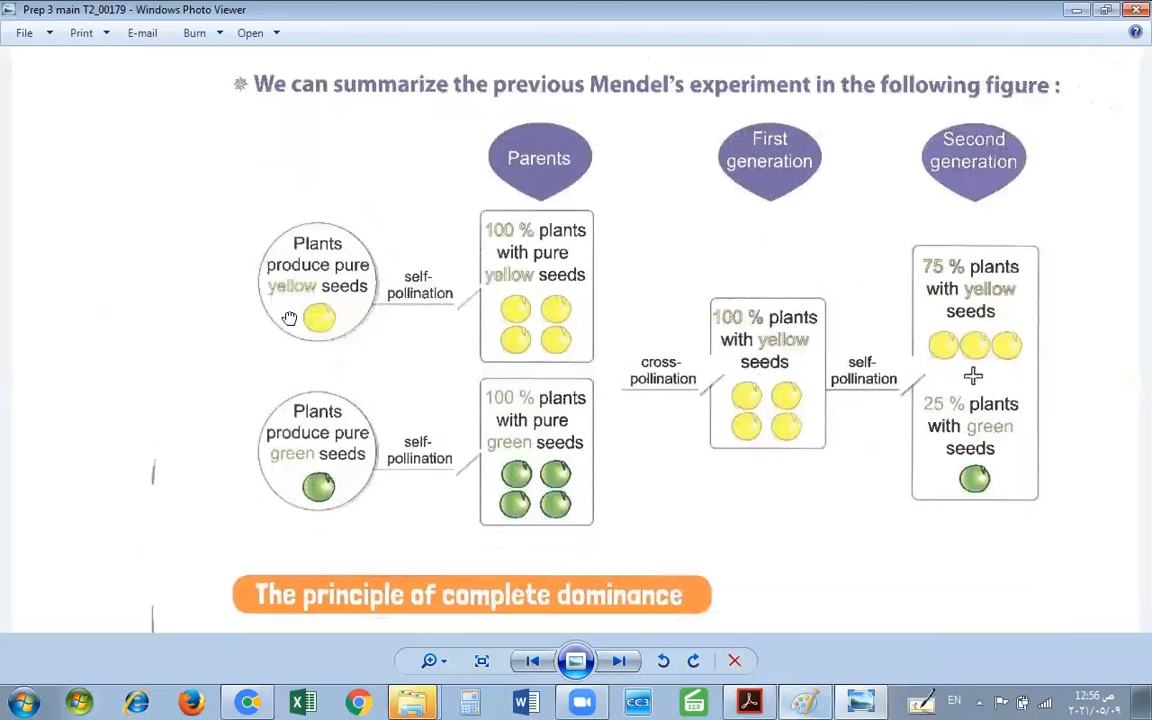 Prep 3 main T2_00179 - Windows Photo Viewer
File Print E-mail Burn Open
❋ We can summarize the previous Mendel's experiment in the following figure :
Parents
First
generation
Second
generation
Plants
produce pure
yellow seeds
self-
pollination
100 % plants
with pure
yellow seeds
Plants
produce pure
green seeds
self-
pollination
100 % plants
with pure
green seeds
cross-
pollination
100 % plants
with yellow
seeds
self-
pollination
75 % plants
with yellow
seeds
+
25 % plants
with green
seeds
The principle of complete dominance
CC3
EN
12:56 ص
٢٠٢١/٠٥/٠٩